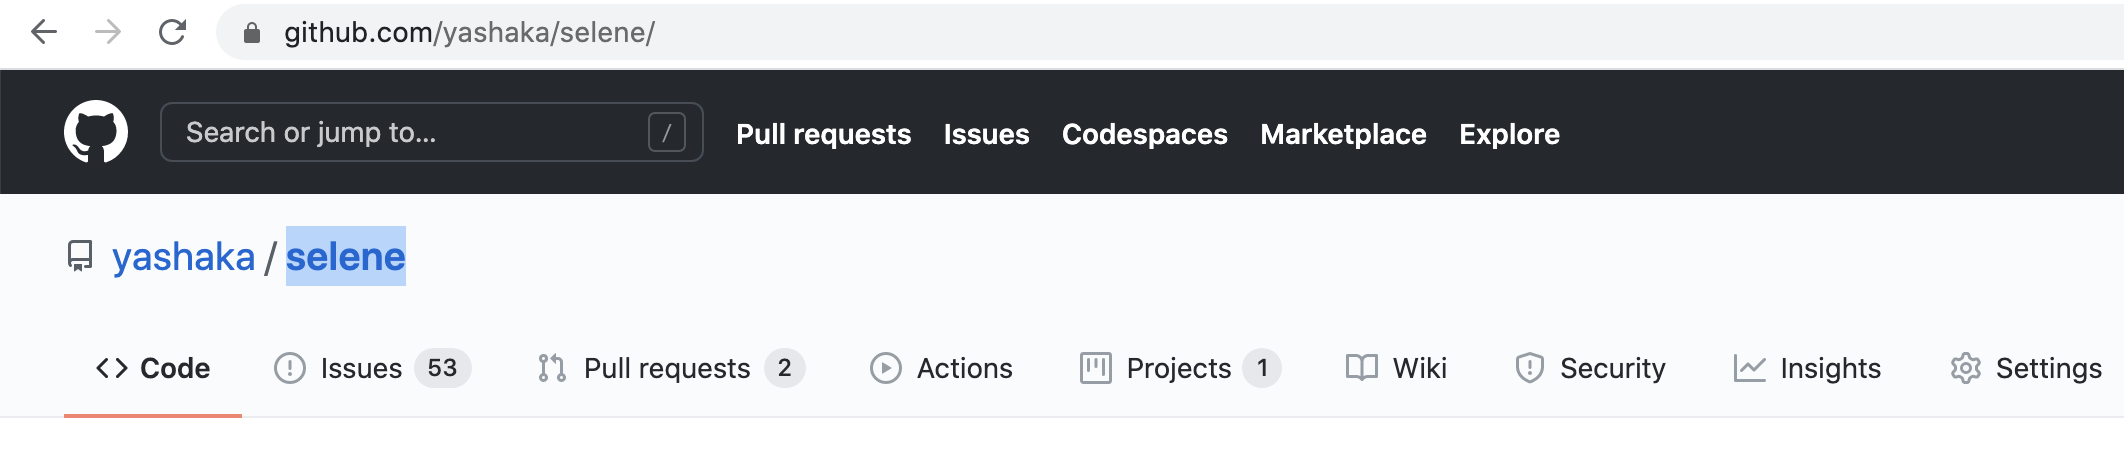 github.com/yashaka/selene/
Search or jump to... / Pull requests Issues Codespaces Marketplace Explore
yashaka / selene
Code Issues 53 Pull requests 2 Actions Projects 1 Wiki Security Insights Settings